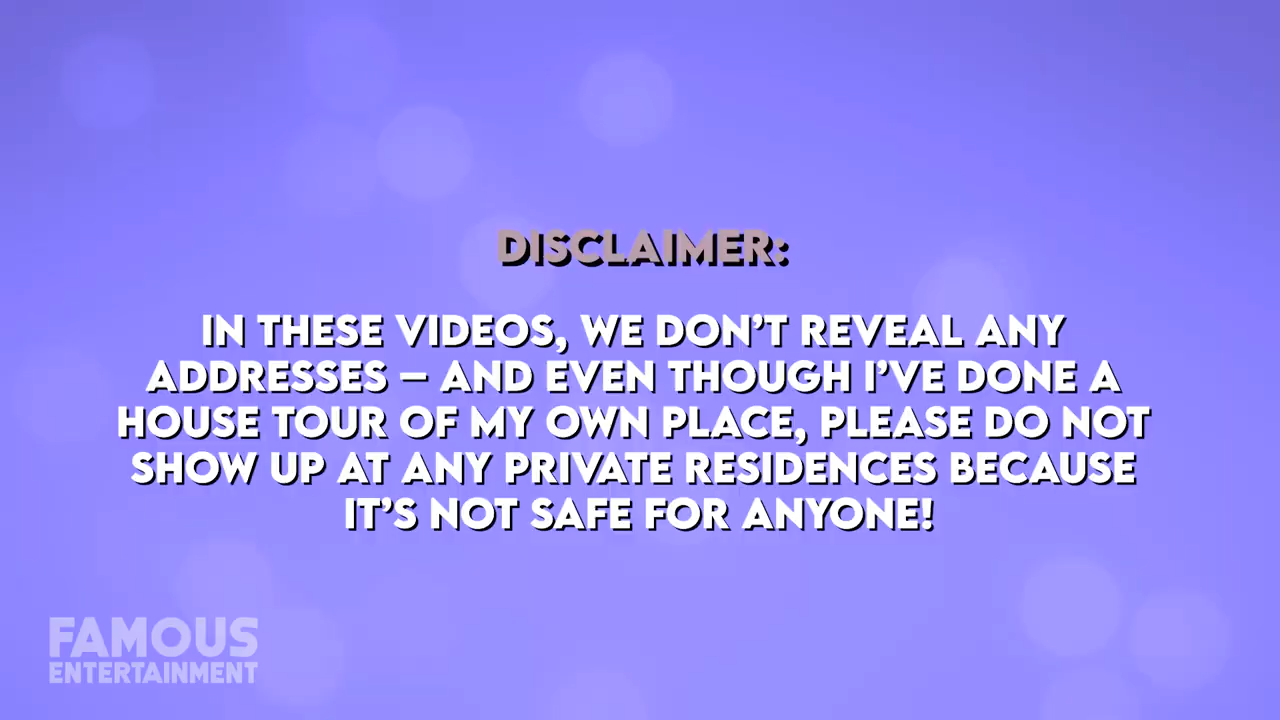 DISCLAIMER:
IN THESE VIDEOS, WE DON'T REVEAL ANY
ADDRESSES – AND EVEN THOUGH I'VE DONE A
HOUSE TOUR OF MY OWN PLACE, PLEASE DO NOT
SHOW UP AT ANY PRIVATE RESIDENCES BECAUSE
IT'S NOT SAFE FOR ANYONE!
FAMOUS
ENTERTAINMENT